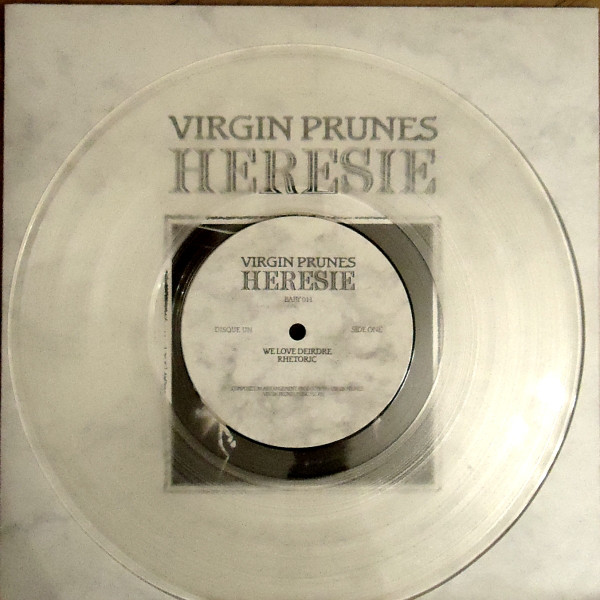 VIRGIN PRUNES
HERESIE
VIRGIN PRUNES
HERESIE
DISQUE UN
SIDE ONE
WE LOVE DEIRDRE
RHETORIC